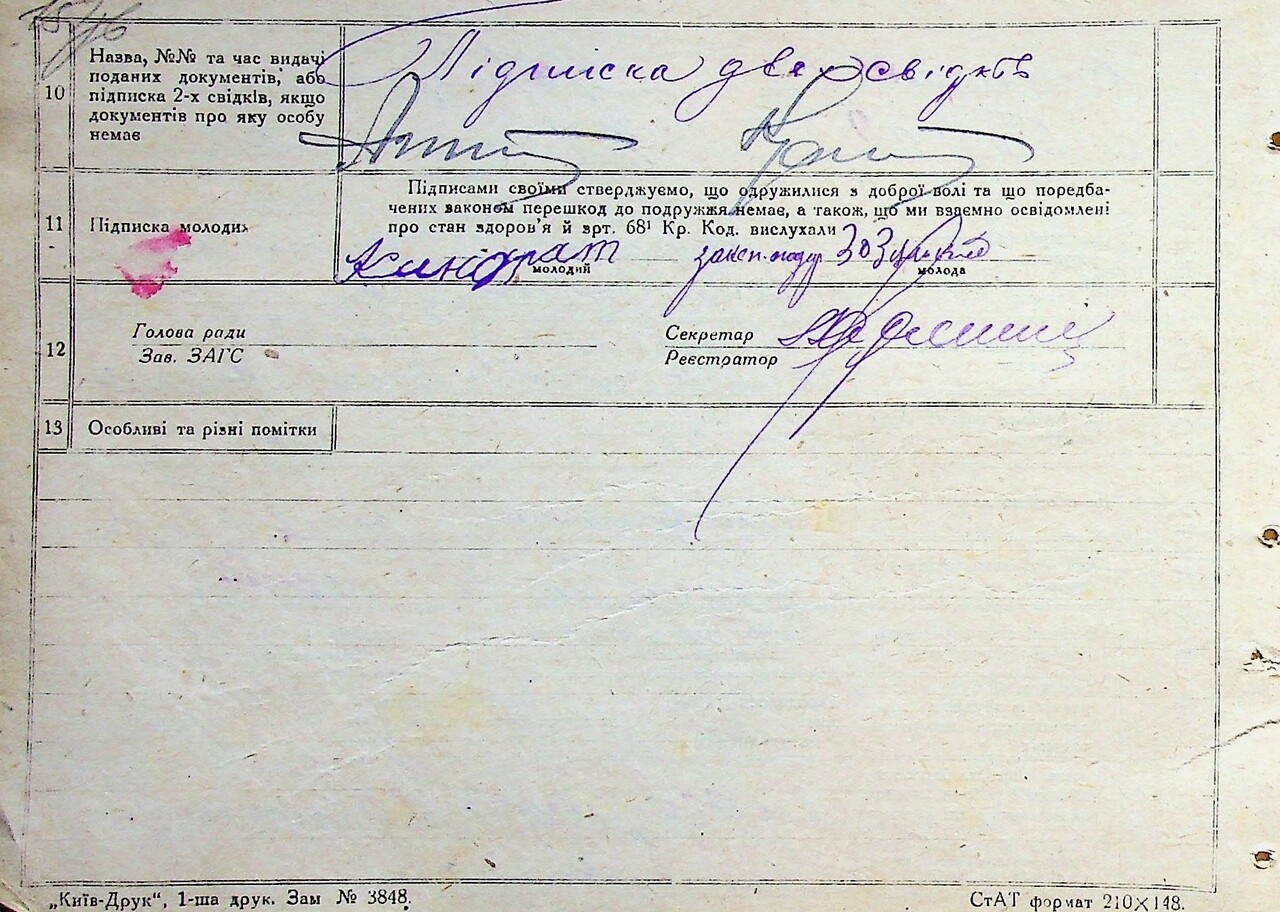 15/16
10
Назва, №№ та час видачі
поданих документів, або
підписка 2-х свідків, якщо
документів про яку особу
немає
Підписка двох свідків
11
Підписка молодих
Підписами своїми стверджуємо, що одружилися з доброї волі та що поредба-
чених законом перешкод до подружжя немає, а також, що ми взаємно освідомлені
про стан здоров'я й врт. 68¹ Кр. Код. вислухали
молодий
молода
12
Голова ради
Зав. ЗАГС
Секретар
Реєстратор
13
Особливі та різні помітки
„Київ-Друк“, 1-ша друк. Зам № 3848.
СтАТ формат 210×148.